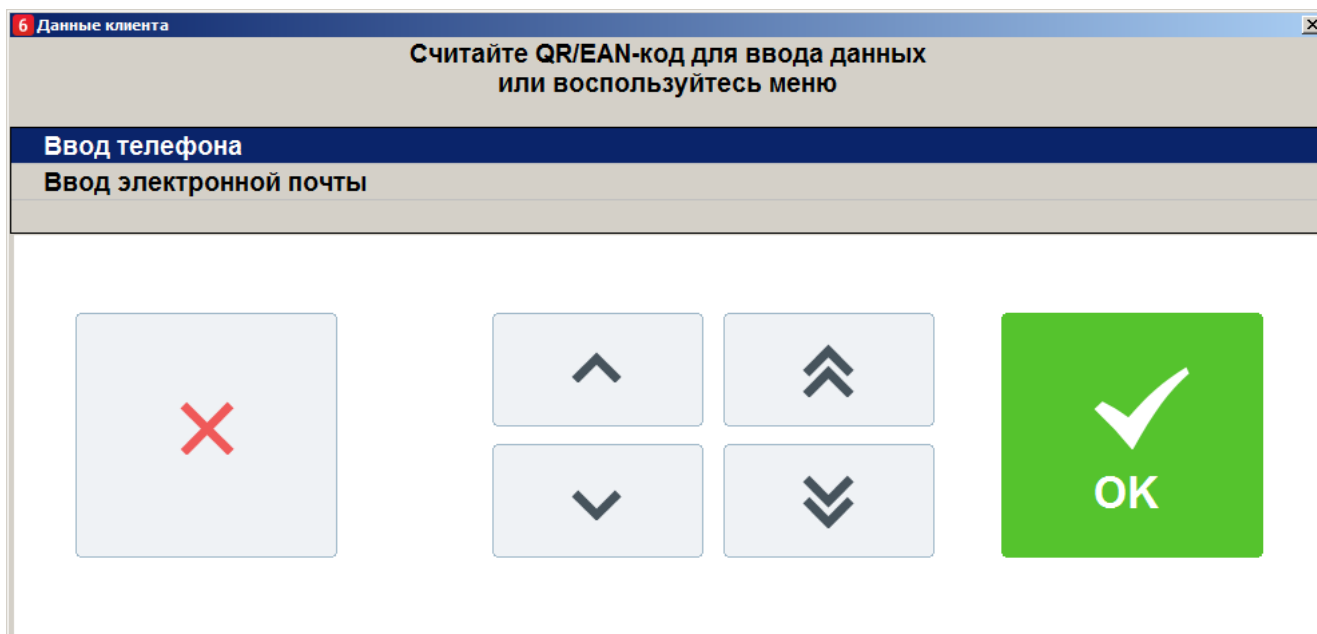 6 Данные клиента
Считайте QR/EAN-код для ввода данных
или воспользуйтесь меню
Ввод телефона
Ввод электронной почты
OK